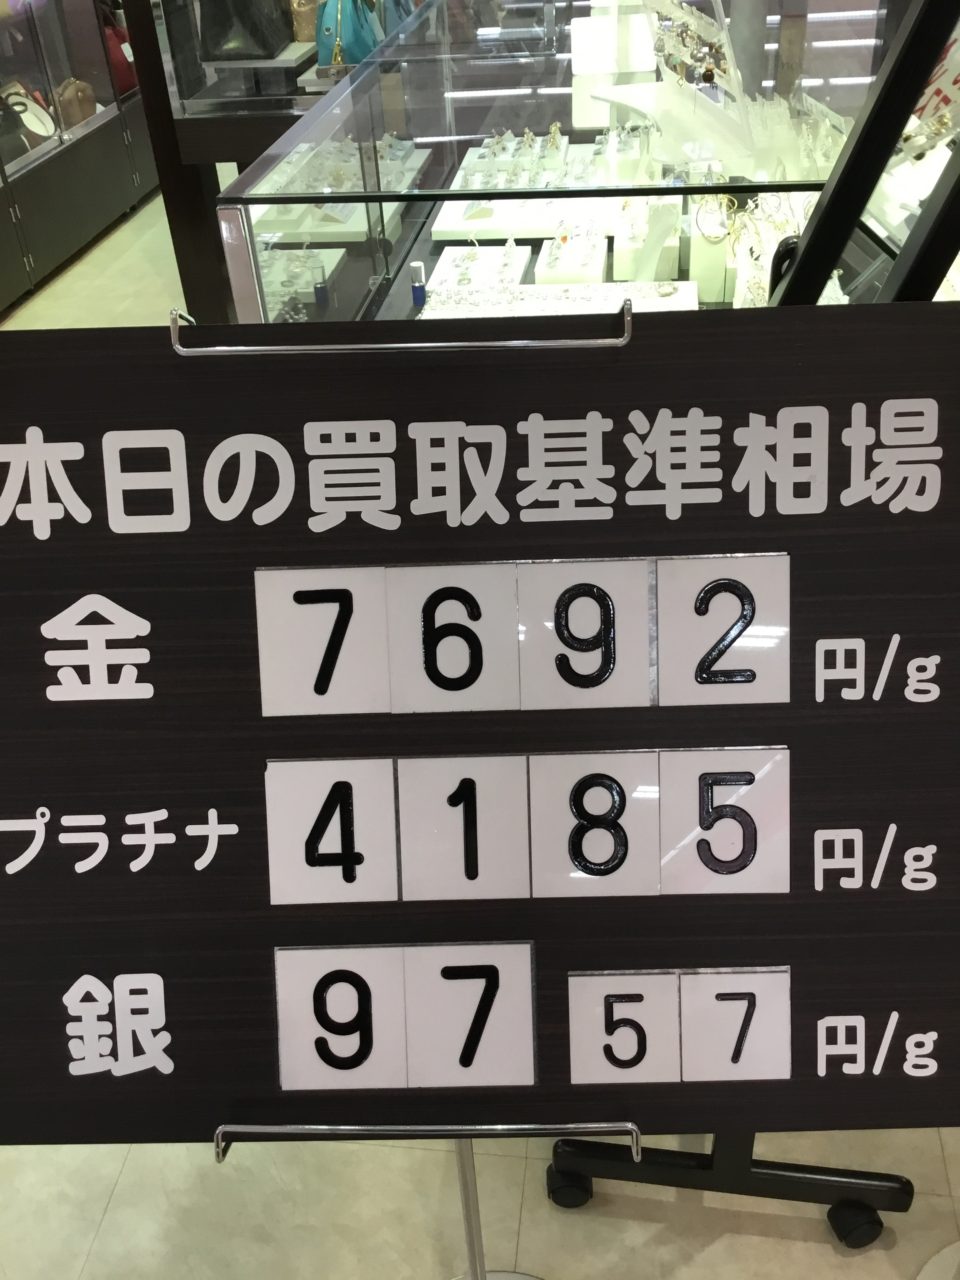 本日の買取基準相場
金 7692 円/g
プラチナ 4185 円/g
銀 97 57 円/g